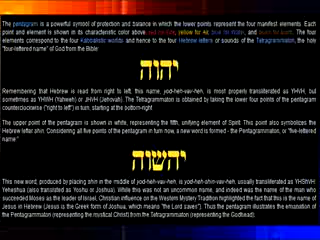 The pentagram is a powerful symbol of protection and balance in which the lower points represent the four manifest elements. Each
point and element is shown in its characteristic color above red for Fire, yellow for Air, blue for Water, and brown for Earth. The four
elements correspond to the four Kabbalistic worlds and hence to the four Hebrew letters or sounds of the Tetragrammaton, the holy
"four-lettered name" of God from the Bible:
יהוה
Remembering that Hebrew is read from right to left, this name, yod-heh-vav-heh, is most properly transliterated as YHVH, but
sometimes as YHWH (Yahweh) or JHVH (Jehovah). The Tetragrammaton is obtained by taking the lower four points of the pentagram
counterclockwise ("right to left") in turn, starting at the bottom-right.
The upper point of the pentagram is shown in white, representing the fifth, unifying element of Spirit. This point also symbolizes the
Hebrew letter shin. Considering all five points of the pentagram in turn, now a new word is formed - the Pentagrammaton, or "five-lettered
name":
יהשוה
This new word, produced by placing shin in the middle of yod-heh-vav-heh, is yod-heh-shin-vav-heh, usually transliterated as YHShVH
Yeheshua (also translated as Yoshu or Joshua). While this was not an uncommon name, and indeed was the name of the man who
succeeded Moses as the leader of Israel, Christian influence on the Western Mystery Tradition highlighted the fact that this is the name of
Jesus in Hebrew (Jesus is the Greek form of Joshua, which means "the Lord saves"). Thus the pentagram illustrates the emanation of
the Pentagrammaton (representing the mystical Christ) from the Tetragrammaton (representing the Godhead).